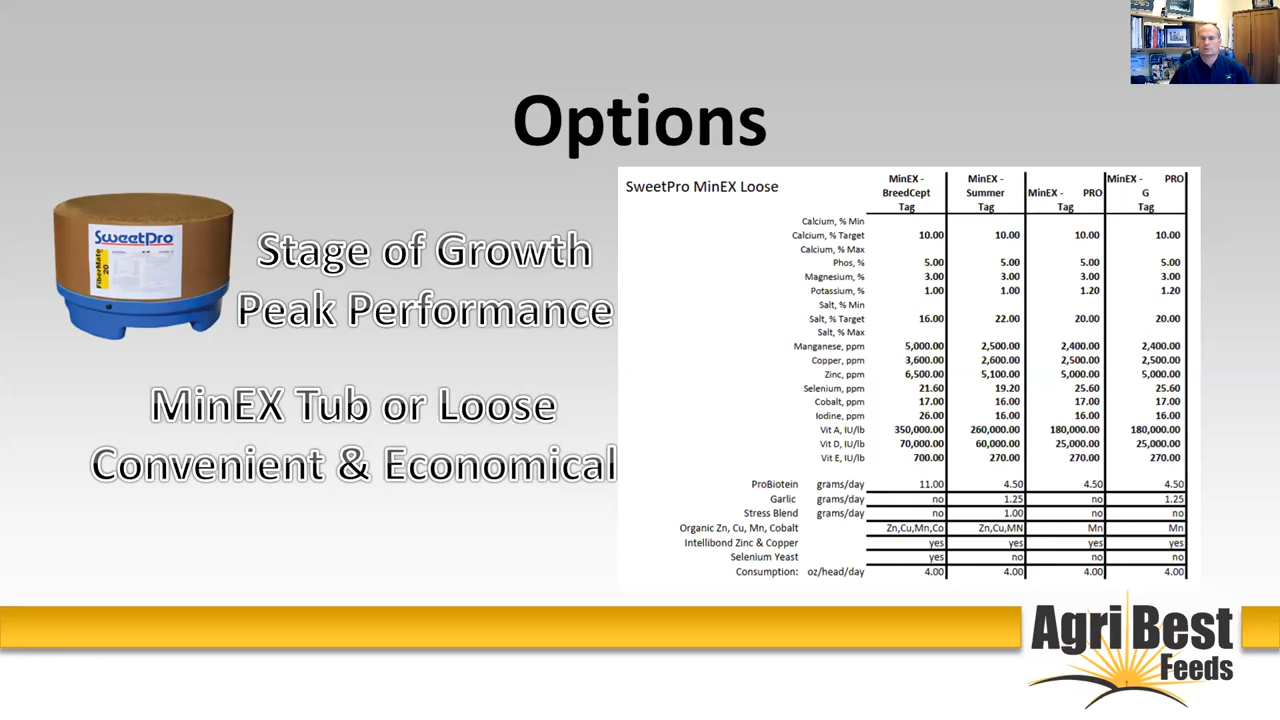 Options
SweetPro
FiberMate
20
Stage of Growth
Peak Performance
MinEX Tub or Loose
Convenient & Economical
SweetPro MinEX Loose
MinEX - BreedCept Tag MinEX - Summer Tag MinEX - PRO Tag MinEX - PRO G Tag
Calcium, % Min
Calcium, % Target 10.00 10.00 10.00 10.00
Calcium, % Max
Phos, % 5.00 5.00 5.00 5.00
Magnesium, % 3.00 3.00 3.00 3.00
Potassium, % 1.00 1.00 1.20 1.20
Salt, % Min
Salt, % Target 16.00 22.00 20.00 20.00
Salt, % Max
Manganese, ppm 5,000.00 2,500.00 2,400.00 2,400.00
Copper, ppm 3,600.00 2,600.00 2,500.00 2,500.00
Zinc, ppm 6,500.00 5,100.00 5,000.00 5,000.00
Selenium, ppm 21.60 19.20 25.60 25.60
Cobalt, ppm 17.00 16.00 17.00 17.00
Iodine, ppm 26.00 16.00 16.00 16.00
Vit A, IU/lb 350,000.00 260,000.00 180,000.00 180,000.00
Vit D, IU/lb 70,000.00 60,000.00 25,000.00 25,000.00
Vit E, IU/lb 700.00 270.00 270.00 270.00
ProBiotein grams/day 11.00 4.50 4.50 4.50
Garlic grams/day no 1.25 no 1.25
Stress Blend grams/day no 1.00 no no
Organic Zn, Cu, Mn, Cobalt Zn,Cu,Mn,Co Zn,Cu,MN Mn Mn
Intellibond Zinc & Copper yes yes yes yes
Selenium Yeast yes no no no
Consumption: oz/head/day 4.00 4.00 4.00 4.00
Agri Best
Feeds